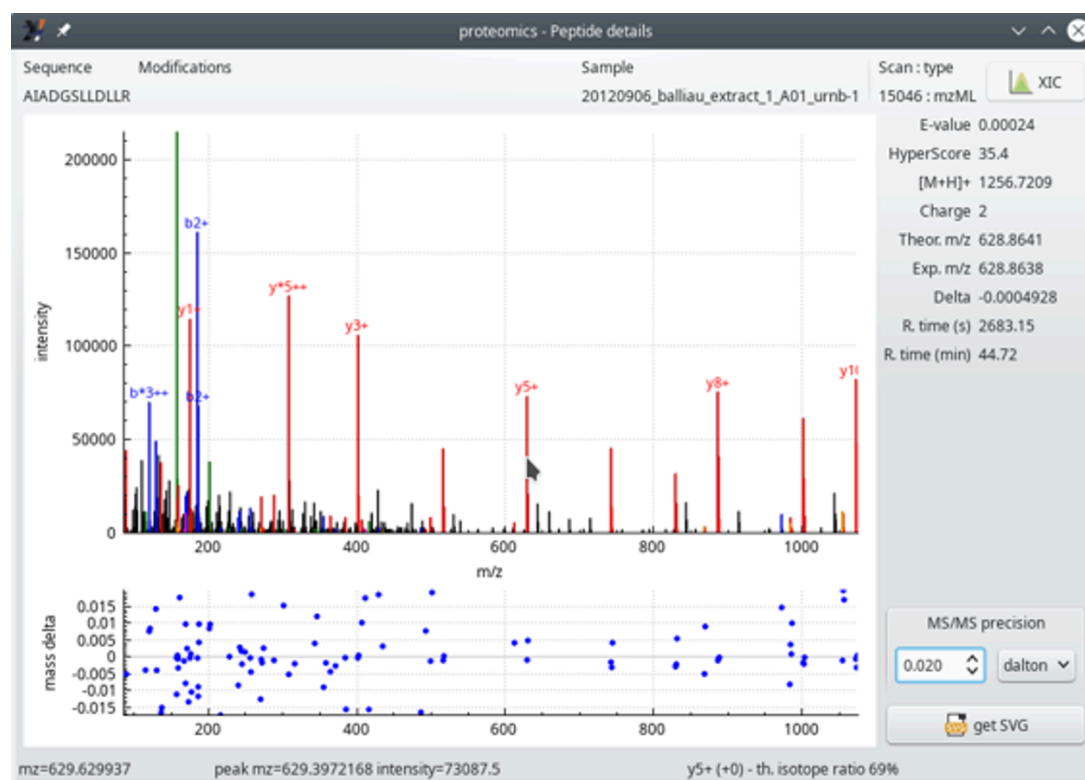 proteomics - Peptide details
Sequence Modifications Sample Scan : type
AIADGSLLDLLR 20120906_balliau_extract_1_A01_urnb-1 15046 : mzML
XIC
E-value 0.00024
HyperScore 35.4
[M+H]+ 1256.7209
Charge 2
Theor. m/z 628.8641
Exp. m/z 628.8638
Delta -0.0004928
R. time (s) 2683.15
R. time (min) 44.72
200000
b2+
150000
y*5++
y1+
y3+
intensity
100000
b*3++
b2+
y5+
y8+
y10
50000
0
200 400 600 800 1000
m/z
0.015
0.005
0
-0.005
-0.01
-0.015
mass delta
200 400 600 800 1000
MS/MS precision
0.020 dalton
get SVG
mz=629.629937 peak mz=629.3972168 intensity=73087.5 y5+ (+0) - th. isotope ratio 69%